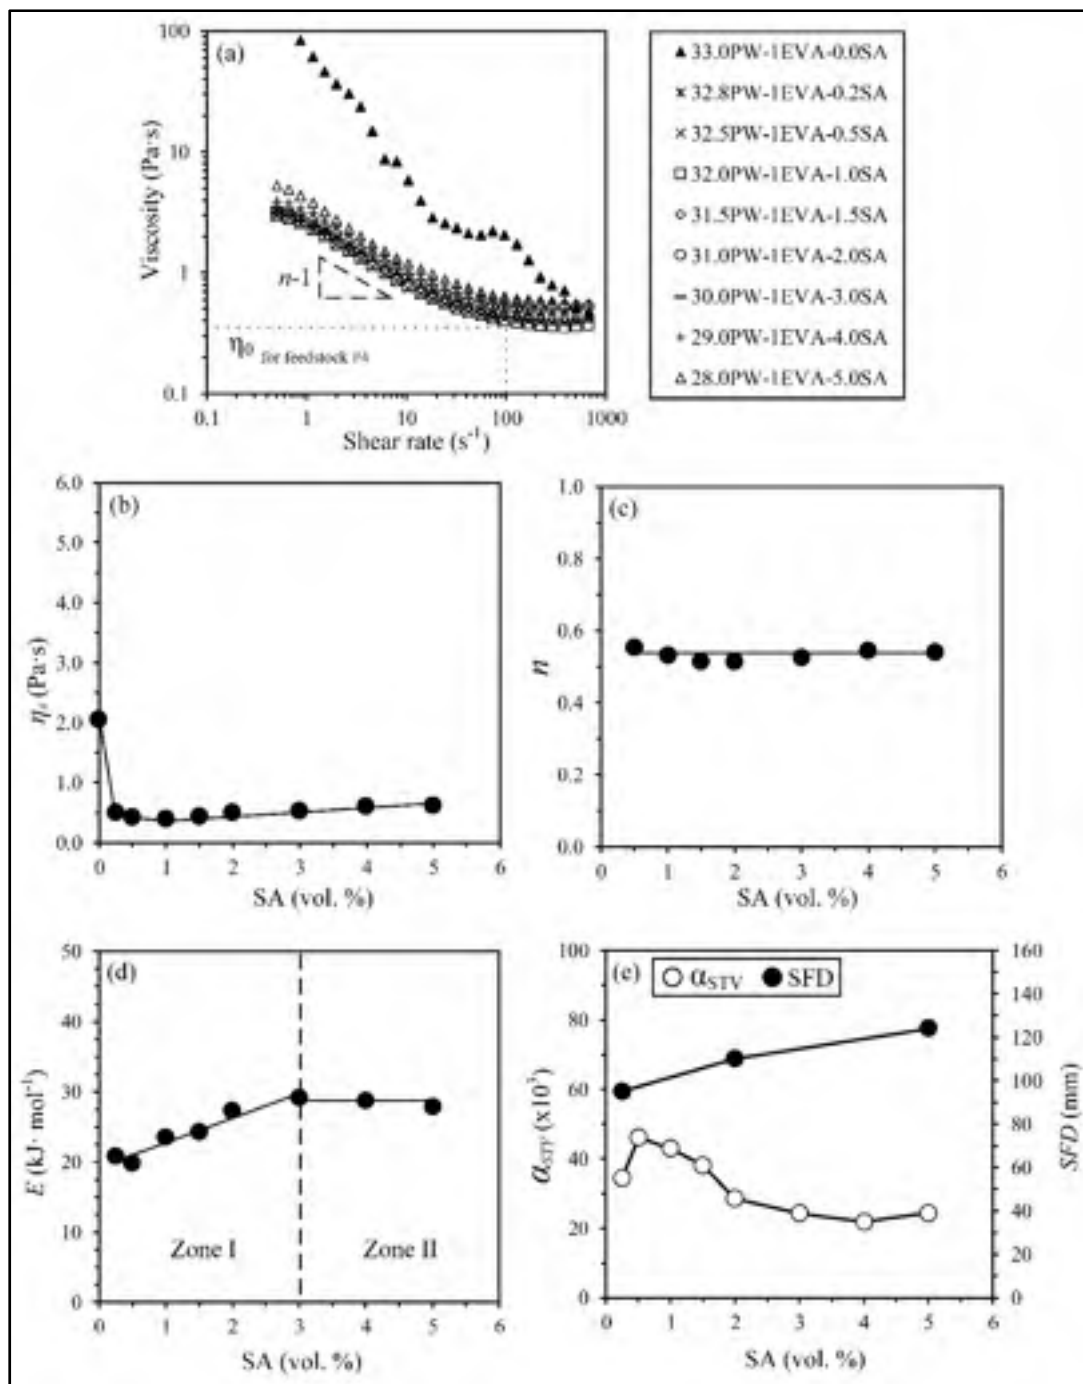 (a)
100
10
1
0.1
Viscosity (Pa·s)
n-1
η₀ for feedstock #4
0.1 1 10 100 1000
Shear rate (s⁻¹)
33.0PW-1EVA-0.0SA
32.8PW-1EVA-0.2SA
32.5PW-1EVA-0.5SA
32.0PW-1EVA-1.0SA
31.5PW-1EVA-1.5SA
31.0PW-1EVA-2.0SA
30.0PW-1EVA-3.0SA
29.0PW-1EVA-4.0SA
28.0PW-1EVA-5.0SA
(b)
6.0
5.0
4.0
3.0
2.0
1.0
0.0
(Pa·s)
0 1 2 3 4 5 6
SA (vol. %)
(c)
1.0
0.8
0.6
0.4
0.2
0.0
n
0 1 2 3 4 5 6
SA (vol. %)
(d)
50
40
30
20
10
0
E (kJ· mol⁻¹)
Zone I Zone II
0 1 2 3 4 5 6
SA (vol. %)
(e)
αSTV SFD
100
80
60
40
20
0
αSTV (x10³)
160
140
120
100
80
60
40
20
0
SFD (mm)
0 1 2 3 4 5 6
SA (vol. %)